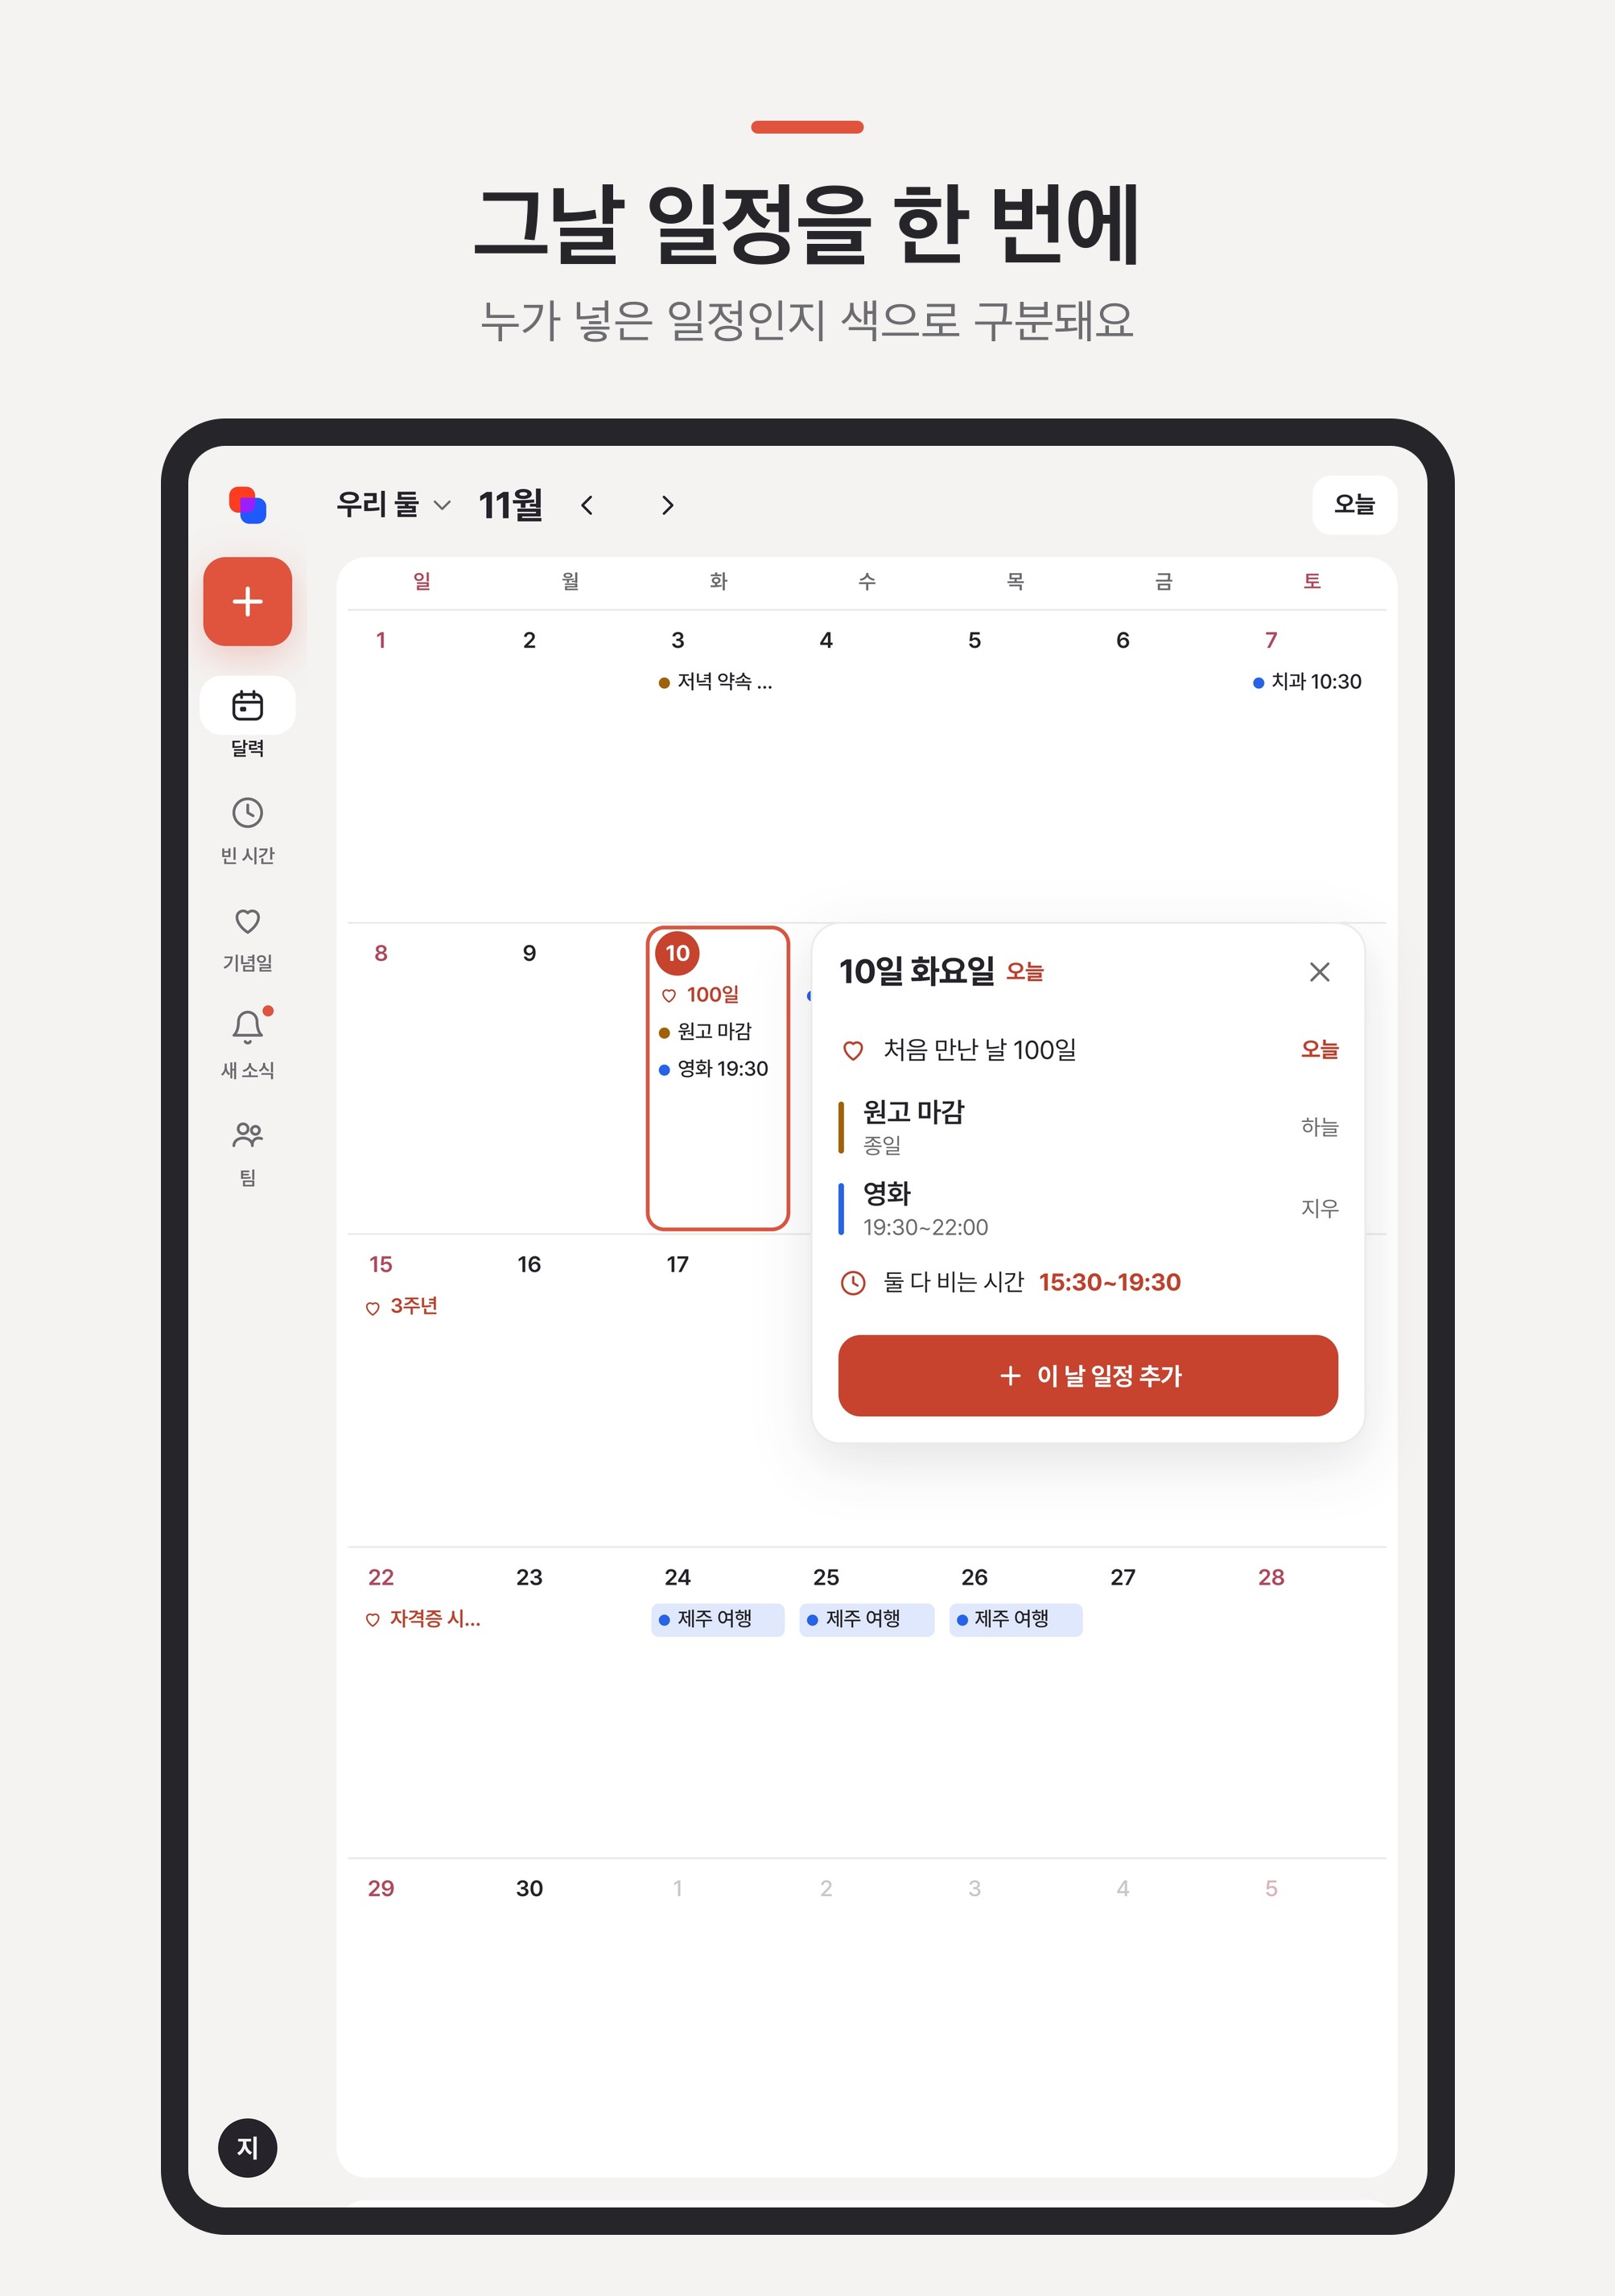 그날 일정을 한 번에
누가 넣은 일정인지 색으로 구분돼요
우리 둘 11월 오늘
달력
빈 시간
기념일
새 소식
팀
지
일 월 화 수 목 금 토
1 2 3 4 5 6 7
저녁 약속 ... 치과 10:30
8 9 10
100일
원고 마감
영화 19:30
10일 화요일 오늘
처음 만난 날 100일 오늘
원고 마감
종일 하늘
영화
19:30~22:00 지우
둘 다 비는 시간 15:30~19:30
이 날 일정 추가
15 16 17
3주년
22 23 24 25 26 27 28
자격증 시... 제주 여행 제주 여행 제주 여행
29 30 1 2 3 4 5